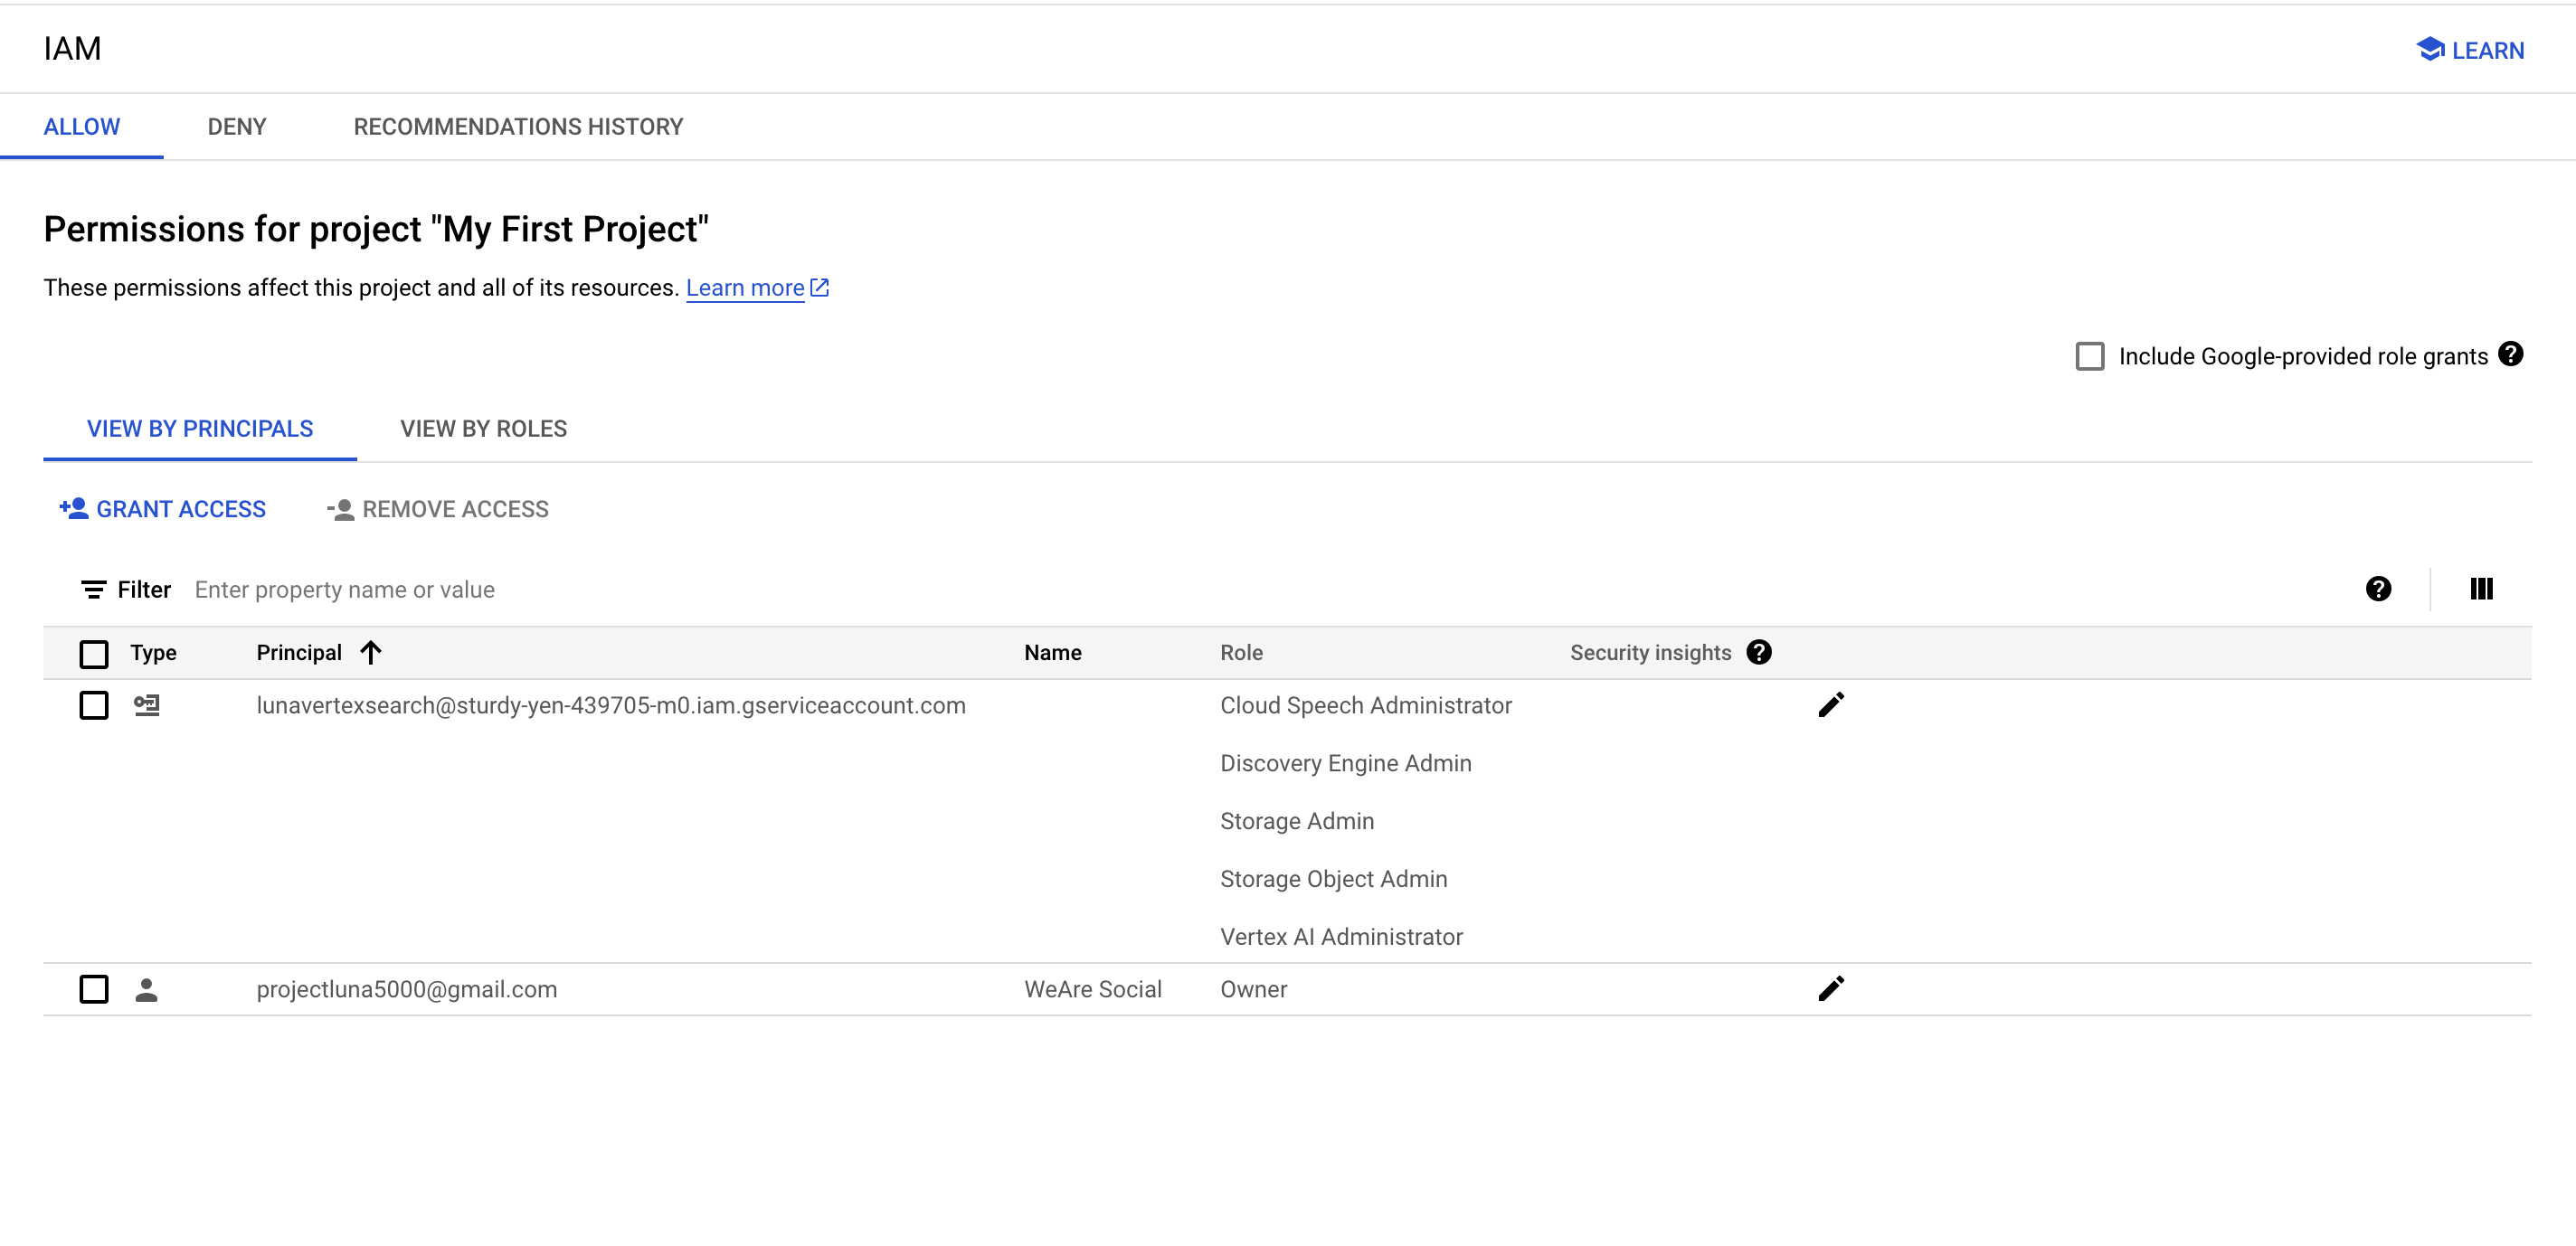 IAM
LEARN
ALLOW DENY RECOMMENDATIONS HISTORY
Permissions for project "My First Project"
These permissions affect this project and all of its resources. Learn more
Include Google-provided role grants
VIEW BY PRINCIPALS VIEW BY ROLES
GRANT ACCESS REMOVE ACCESS
Filter Enter property name or value
Type Principal Name Role Security insights
lunavertexsearch@sturdy-yen-439705-m0.iam.gserviceaccount.com Cloud Speech Administrator
Discovery Engine Admin
Storage Admin
Storage Object Admin
Vertex AI Administrator
projectluna5000@gmail.com WeAre Social Owner